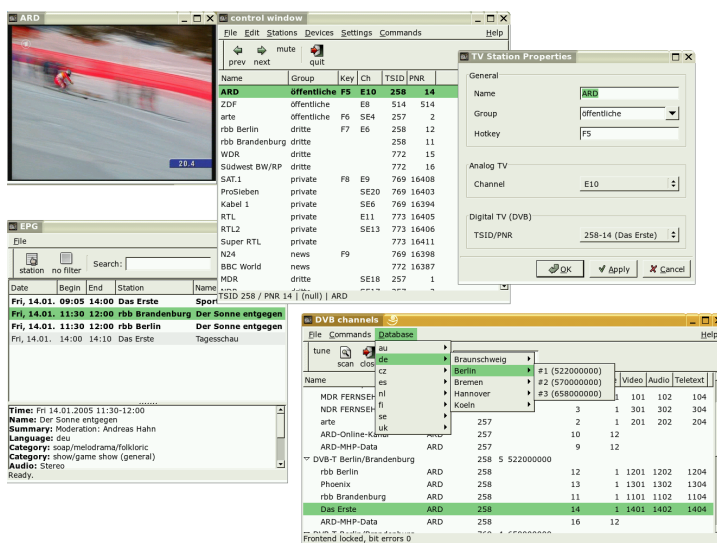 ARD
20.4
control window
File Edit Stations Devices Settings Commands Help
prev next mute quit
Name Group Key Ch TSID PNR
ARD öffentliche F5 E10 258 14
ZDF öffentliche E8 514 514
arte öffentliche F6 SE4 257 2
rbb Berlin dritte F7 E6 258 12
rbb Brandenburg dritte 258 11
WDR dritte 772 15
Südwest BW/RP dritte 772 16
SAT.1 private F8 E9 769 16408
ProSieben private SE20 769 16403
Kabel 1 private SE6 769 16394
RTL private E11 773 16405
RTL2 private SE13 773 16406
Super RTL private 773 16411
N24 news F9 769 16398
BBC World news 772 16387
MDR dritte SE18 257 1
TSID 258 / PNR 14 | (null) | ARD
TV Station Properties
General
Name ARD
Group öffentliche
Hotkey F5
Analog TV
Channel E10
Digital TV (DVB)
TSID/PNR 258-14 (Das Erste)
OK Apply Cancel
EPG
File
station no filter Search:
Date Begin End Station Name
Fri, 14.01. 09:05 14:00 Das Erste Sport
Fri, 14.01. 11:30 12:00 rbb Brandenburg Der Sonne entgegen
Fri, 14.01. 11:30 12:00 rbb Berlin Der Sonne entgegen
Fri, 14.01. 14:00 14:10 Das Erste Tagesschau
Time: Fri 14.01.2005 11:30-12:00
Name: Der Sonne entgegen
Summary: Moderation: Andreas Hahn
Language: deu
Category: soap/melodrama/folkloric
Category: show/game show (general)
Audio: Stereo
Ready.
DVB channels
File Commands Database Help
tune scan clos
au
de
cz
es
nl
fi
se
uk
Braunschweig
Berlin
Bremen
Hannover
Koeln
#1 (522000000)
#2 (570000000)
#3 (658000000)
Name Video Audio Teletext
MDR FERNSEH 1 101 102 104
NDR FERNSEH 3 1 301 302 304
arte 257 2 1 201 202 204
ARD-Online-Kanal ARD 257 10 12
ARD-MHP-Data ARD 257 9 12
DVB-T Berlin/Brandenburg 258 5 522000000
rbb Berlin ARD 258 12 1 1201 1202 1204
Phoenix ARD 258 13 1 1301 1302 1304
rbb Brandenburg ARD 258 11 1 1101 1102 1104
Das Erste ARD 258 14 1 1401 1402 1404
ARD-MHP-Data ARD 258 16 12
Frontend locked, bit errors 0